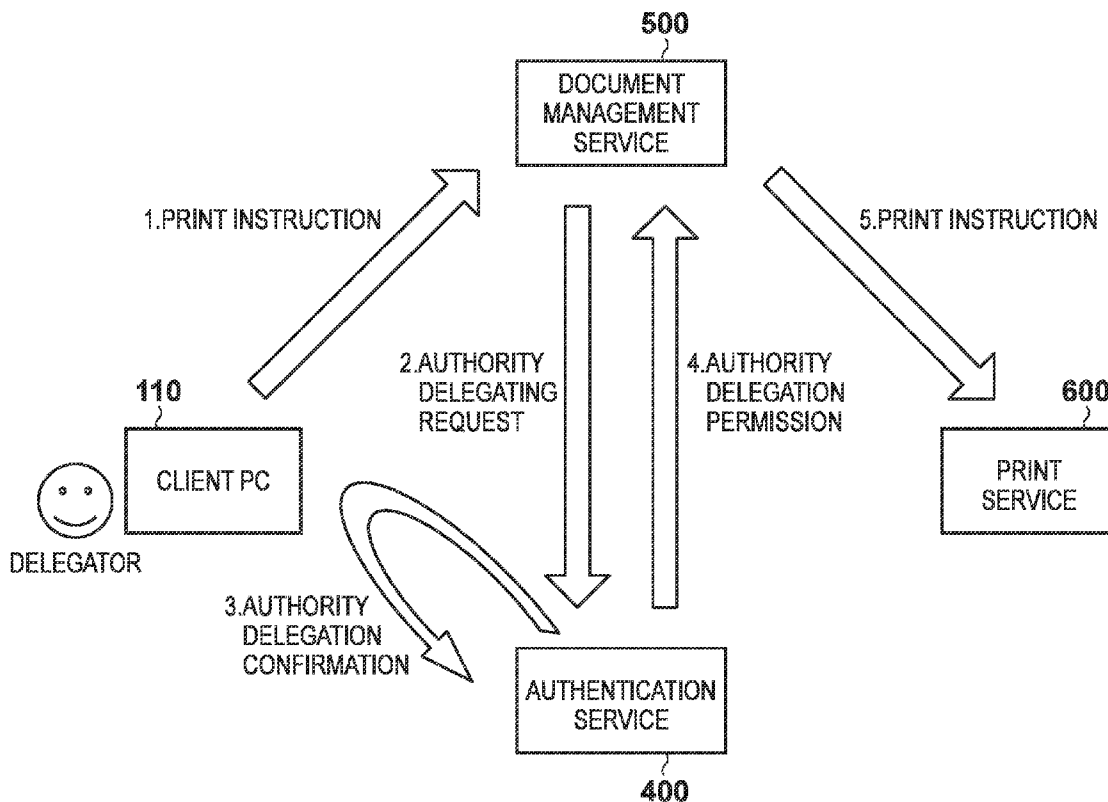 500
DOCUMENT
MANAGEMENT
SERVICE
1.PRINT INSTRUCTION
5.PRINT INSTRUCTION
2.AUTHORITY
DELEGATING
REQUEST
4.AUTHORITY
DELEGATION
PERMISSION
110
CLIENT PC
DELEGATOR
600
PRINT
SERVICE
3.AUTHORITY
DELEGATION
CONFIRMATION
AUTHENTICATION
SERVICE
400